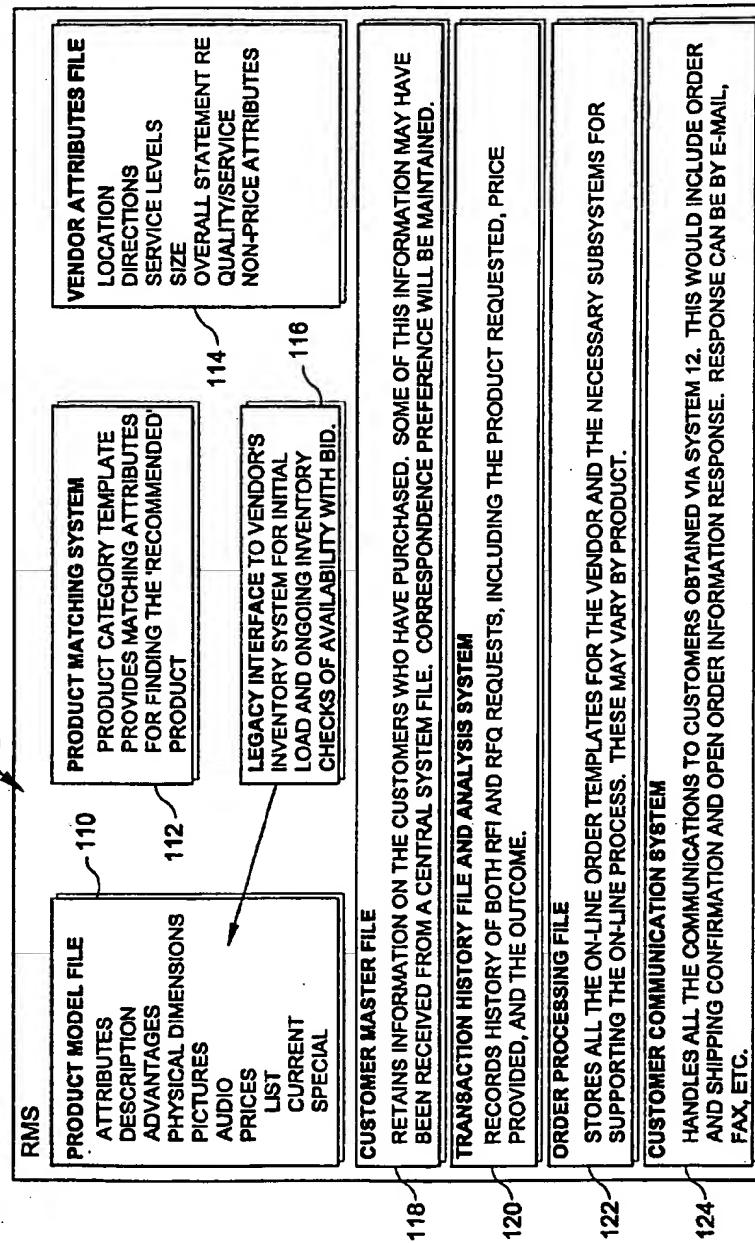 RMS
PRODUCT MODEL FILE
ATTRIBUTES
DESCRIPTION
ADVANTAGES
PHYSICAL DIMENSIONS
PICTURES
AUDIO
PRICES
LIST
CURRENT
SPECIAL
110
PRODUCT MATCHING SYSTEM
PRODUCT CATEGORY TEMPLATE
PROVIDES MATCHING ATTRIBUTES
FOR FINDING THE 'RECOMMENDED'
PRODUCT
112
VENDOR ATTRIBUTES FILE
LOCATION
DIRECTIONS
SERVICE LEVELS
SIZE
OVERALL STATEMENT RE
QUALITY/SERVICE
NON-PRICE ATTRIBUTES
114
LEGACY INTERFACE TO VENDOR'S
INVENTORY SYSTEM FOR INITIAL
LOAD AND ONGOING INVENTORY
CHECKS OF AVAILABILITY WITH BID.
116
CUSTOMER MASTER FILE
RETAINS INFORMATION ON THE CUSTOMERS WHO HAVE PURCHASED. SOME OF THIS INFORMATION MAY HAVE
BEEN RECEIVED FROM A CENTRAL SYSTEM FILE. CORRESPONDENCE PREFERENCE WILL BE MAINTAINED.
118
TRANSACTION HISTORY FILE AND ANALYSIS SYSTEM
RECORDS HISTORY OF BOTH RFI AND RFQ REQUESTS, INCLUDING THE PRODUCT REQUESTED, PRICE
PROVIDED, AND THE OUTCOME.
120
ORDER PROCESSING FILE
STORES ALL THE ON-LINE ORDER TEMPLATES FOR THE VENDOR AND THE NECESSARY SUBSYSTEMS FOR
SUPPORTING THE ON-LINE PROCESS. THESE MAY VARY BY PRODUCT.
122
CUSTOMER COMMUNICATION SYSTEM
HANDLES ALL THE COMMUNICATIONS TO CUSTOMERS OBTAINED VIA SYSTEM 12. THIS WOULD INCLUDE ORDER
AND SHIPPING CONFIRMATION AND OPEN ORDER INFORMATION RESPONSE. RESPONSE CAN BE BY E-MAIL,
FAX, ETC.
124